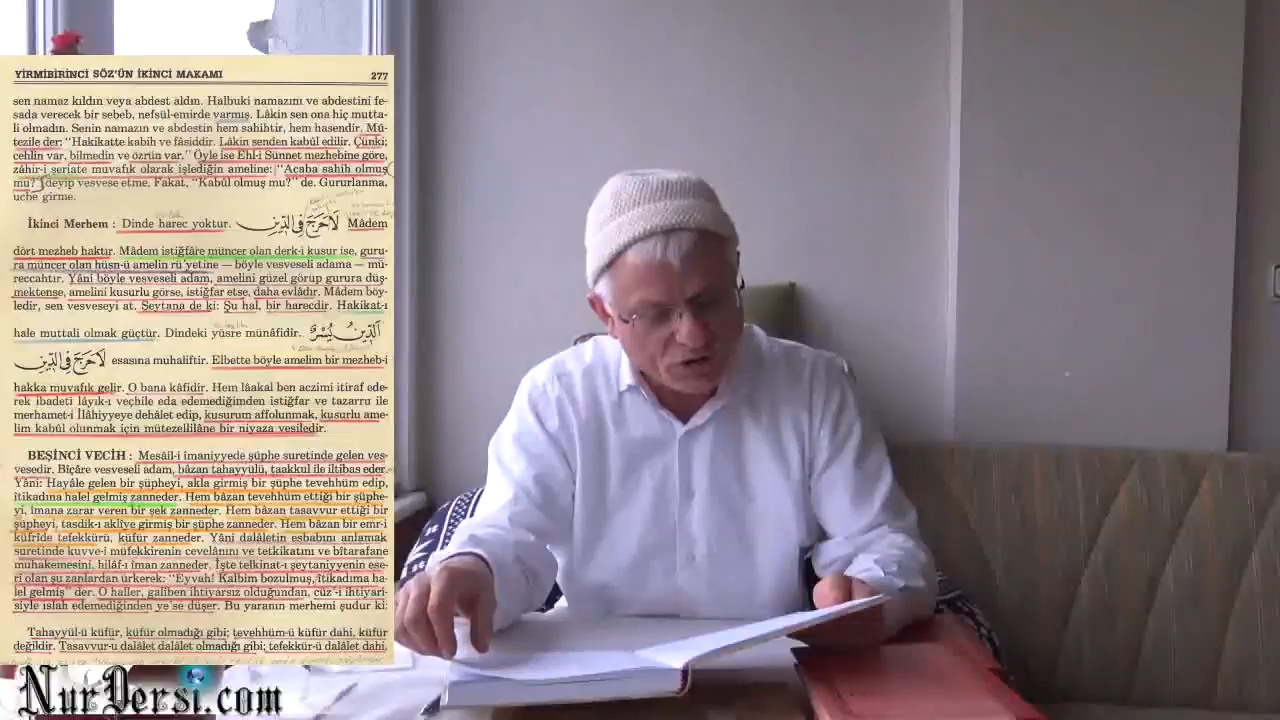 YİRMİBİRİNCİ SÖZ'ÜN İKİNCİ MAKAMI 277
sen namaz kıldın veya abdest aldın. Halbuki namazını ve abdestini fe-
sada verecek bir sebeb, nefsül-emirde varmış. Lâkin sen ona hiç mutta-
li olmadın. Senin namazın ve abdestin hem sahihtir, hem hasendir. Mû-
tezile der: "Hakikatte kabih ve fâsiddir. Lâkin senden kabûl edilir. Çünki;
cehlin var, bilmedin ve özrün var." Öyle ise Ehl-i Sünnet mezhebine göre,
zâhir-i şeriate muvafık olarak işlediğin ameline: "Acaba sahih olmuş
mu?" deyip vesvese etme. Fakat, "Kabûl olmuş mu?" de. Gururlanma,
ucbe girme.
İkinci Merhem : Dinde harec yoktur. لَا حَرَجَ فِى الدِّينِ Mâdem
dört mezheb haktır. Mâdem istiğfâre müncer olan derk-i kusur ise, guru-
ra müncer olan hüsn-ü amelin rü'yetine — böyle vesveseli adama — mü-
reccahtır. Yâni böyle vesveseli adam, amelini güzel görüp gurura düş-
mektense, amelini kusurlu görse, istiğfar etse, daha evlâdır. Mâdem böy-
ledir, sen vesveseyi at. Şeytana de ki: Şu hal, bir harecdir. Hakikat-ı
hale muttali olmak güçtür. Dindeki yüsre münâfidir. اَلدِّينُ يُسْرٌ
لَا حَرَجَ فِى الدِّينِ esasına muhaliftir. Elbette böyle amelim bir mezheb-i
hakka muvafık gelir. O bana kâfidir. Hem lâakal ben aczimi itiraf ede-
rek ibadeti lâyık-ı veçhile eda edemediğimden istiğfar ve tazarru ile
merhamet-i İlâhiyyeye dehâlet edip, kusurum affolunmak, kusurlu ame-
lim kabûl olunmak için mütezellilâne bir niyaza vesiledir.
BEŞİNCİ VECİH : Mesâil-i imaniyyede şüphe suretinde gelen ves-
vesedir. Bîçâre vesveseli adam, bâzan tahayyülü, taakkul ile iltibas eder.
Yâni: Hayâle gelen bir şüpheyi, akla girmiş bir şüphe tevehhüm edip,
îtikadına halel gelmiş zanneder. Hem bâzan tevehhüm ettiği bir şüphe-
yi, imana zarar veren bir şek zanneder. Hem bâzan tasavvur ettiği bir
şüpheyi, tasdik-ı aklîye girmiş bir şüphe zanneder. Hem bâzan bir emr-i
küfrîde tefekkürü, küfür zanneder. Yâni dalâletin esbabını anlamak
suretinde kuvve-i müfekkirenin cevelânını ve tetkikatını ve bîtarafane
muhakemesini, hilâf-ı îman zanneder. İşte telkinat-ı şeytaniyyenin ese-
ri olan şu zanlardan ürkerek: "Eyvah! Kalbim bozulmuş, îtikadıma ha-
lel gelmiş" der. O haller, galiben ihtiyarsız olduğundan, cüz'-i ihtiyarî-
siyle ıslah edemediğinden ye'se düşer. Bu yaranın merhemi şudur ki:
Tahayyül-ü küfür, küfür olmadığı gibi; tevehhüm-ü küfür dahi, küfür
değildir. Tasavvur-u dalâlet dalâlet olmadığı gibi; tefekkür-ü dalâlet dahi,
NurDersi.com